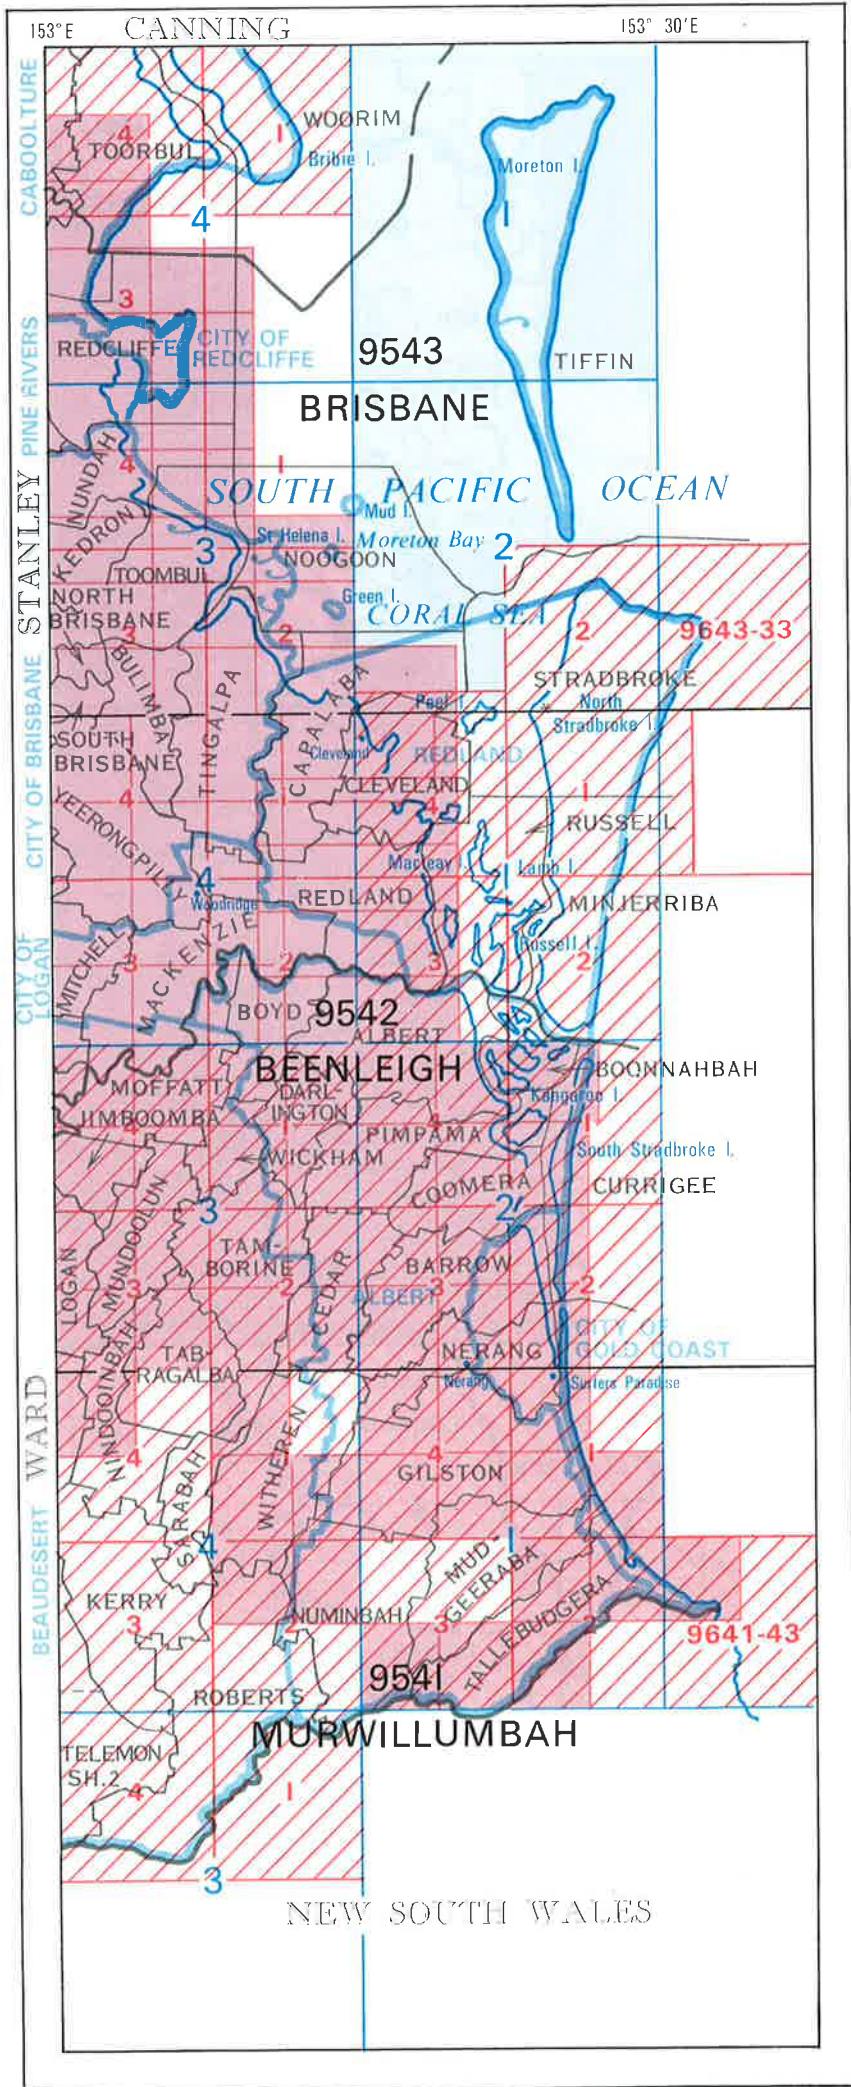 153° E
CANNING
153° 30'E
CABOOLTURE
4
1
WOORIM
TOORBUL
Bribie I.
Moreton I.
4
1
3
REDCLIFFE
CITY OF
REDCLIFFE
9543
TIFFIN
PINE RIVERS
BRISBANE
NUNDAH
4
1
SOUTH PACIFIC OCEAN
Mud I.
STANLEY
KEDRON
3
St Helena I.
Moreton Bay
2
NOOGOON
TOOMBUL
NORTH
BRISBANE
Green I.
CORAL SEA
3
2
2
9643-33
BULIMBA
TINGALPA
CAPALABA
STRADBROKE
Peel I.
North
Stradbroke I.
CITY OF BRISBANE
SOUTH
BRISBANE
Cleveland
REDLAND
CLEVELAND
4
1
4
1
RUSSELL
YEERONGPILLY
Macleay I.
1
Lamb I.
4
Woodridge
REDLAND
MINJERRIBA
CITY OF
LOGAN
MITCHELL
MACKENZIE
Russell I.
3
2
3
2
BOYD
9542
ALBERT
BEENLEIGH
BOONNAHBAH
MOFFATT
DARL-
INGTON
Kangaroo I.
JIMBOOMBA
4
1
4
1
PIMPAMA
South Stradbroke I.
WICKHAM
COOMERA
CURRIGEE
3
2
LOGAN
MUNDOOLUN
TAM-
BORINE
CEDAR
BARROW
3
2
3
2
ALBERT
CITY OF
GOLD COAST
NINDOOINBAH
TAB-
RAGALBA
NERANG
Nerang
Surfers Paradise
WARD
4
WITHEREN
4
1
GILSTON
SARABAH
BEAUDESERT
4
1
MUD-
GEERABA
KERRY
3
NUMINBAH
2
3
TALLEBUDGERA
2
9641-43
9541
ROBERTS
MURWILLUMBAH
TELEMON
SH.2
4
1
3
NEW SOUTH WALES